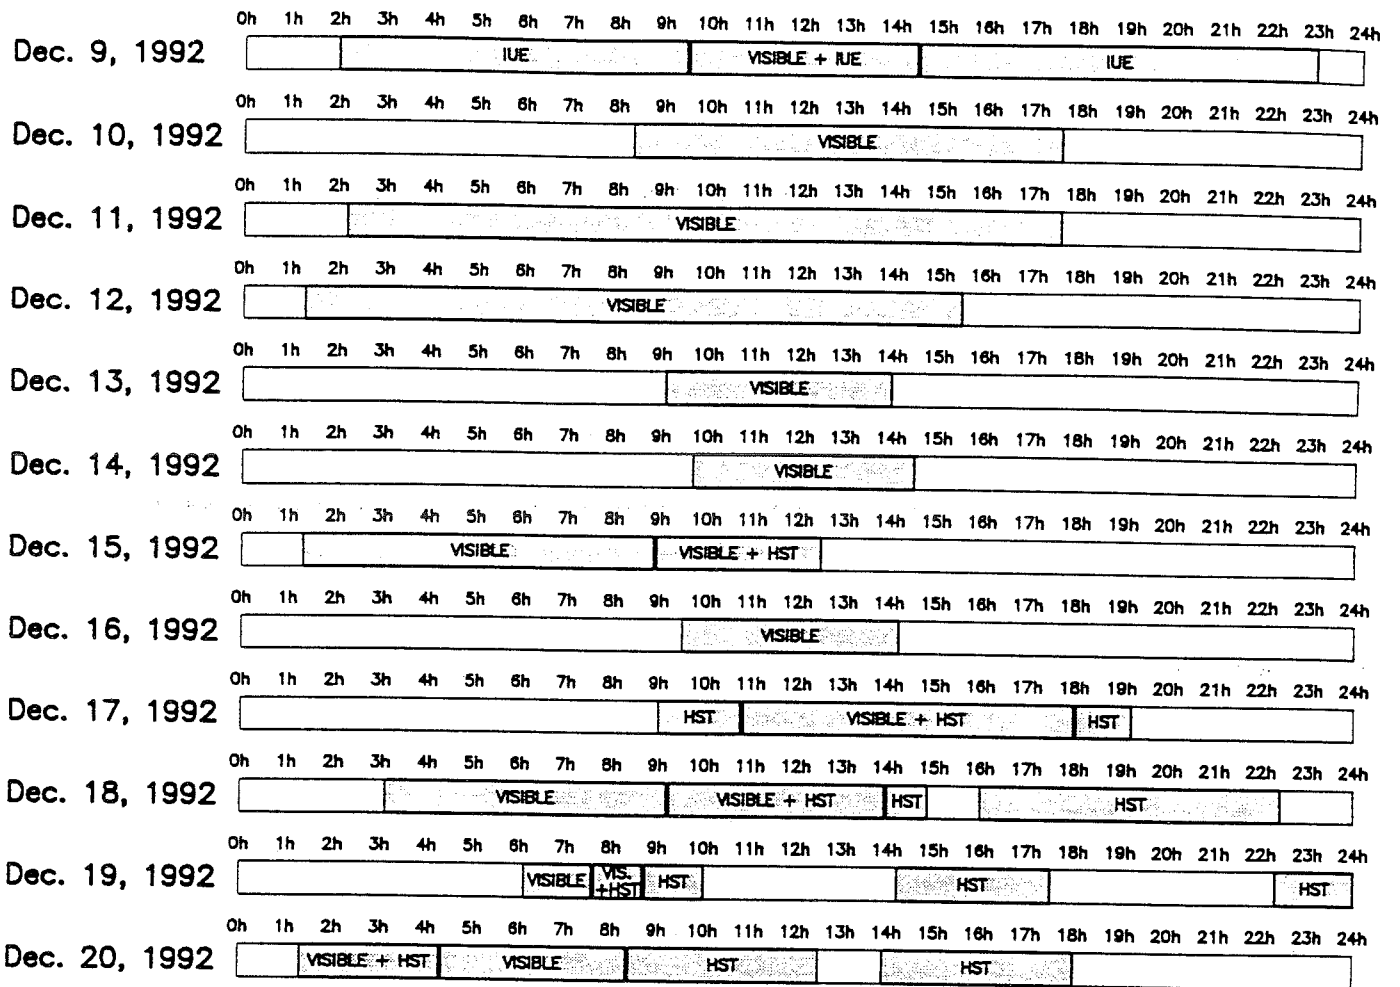 0h 1h 2h 3h 4h 5h 6h 7h 8h 9h 10h 11h 12h 13h 14h 15h 16h 17h 18h 19h 20h 21h 22h 23h 24h
Dec. 9, 1992 IUE VISIBLE + IUE IUE
0h 1h 2h 3h 4h 5h 6h 7h 8h 9h 10h 11h 12h 13h 14h 15h 16h 17h 18h 19h 20h 21h 22h 23h 24h
Dec. 10, 1992 VISIBLE
0h 1h 2h 3h 4h 5h 6h 7h 8h 9h 10h 11h 12h 13h 14h 15h 16h 17h 18h 19h 20h 21h 22h 23h 24h
Dec. 11, 1992 VISIBLE
0h 1h 2h 3h 4h 5h 6h 7h 8h 9h 10h 11h 12h 13h 14h 15h 16h 17h 18h 19h 20h 21h 22h 23h 24h
Dec. 12, 1992 VISIBLE
0h 1h 2h 3h 4h 5h 6h 7h 8h 9h 10h 11h 12h 13h 14h 15h 16h 17h 18h 19h 20h 21h 22h 23h 24h
Dec. 13, 1992 VISIBLE
0h 1h 2h 3h 4h 5h 6h 7h 8h 9h 10h 11h 12h 13h 14h 15h 16h 17h 18h 19h 20h 21h 22h 23h 24h
Dec. 14, 1992 VISIBLE
0h 1h 2h 3h 4h 5h 6h 7h 8h 9h 10h 11h 12h 13h 14h 15h 16h 17h 18h 19h 20h 21h 22h 23h 24h
Dec. 15, 1992 VISIBLE VISIBLE + HST
0h 1h 2h 3h 4h 5h 6h 7h 8h 9h 10h 11h 12h 13h 14h 15h 16h 17h 18h 19h 20h 21h 22h 23h 24h
Dec. 16, 1992 VISIBLE
0h 1h 2h 3h 4h 5h 6h 7h 8h 9h 10h 11h 12h 13h 14h 15h 16h 17h 18h 19h 20h 21h 22h 23h 24h
Dec. 17, 1992 HST VISIBLE + HST HST
0h 1h 2h 3h 4h 5h 6h 7h 8h 9h 10h 11h 12h 13h 14h 15h 16h 17h 18h 19h 20h 21h 22h 23h 24h
Dec. 18, 1992 VISIBLE VISIBLE + HST HST HST
0h 1h 2h 3h 4h 5h 6h 7h 8h 9h 10h 11h 12h 13h 14h 15h 16h 17h 18h 19h 20h 21h 22h 23h 24h
Dec. 19, 1992 VISIBLE VIS. +HST HST HST HST
0h 1h 2h 3h 4h 5h 6h 7h 8h 9h 10h 11h 12h 13h 14h 15h 16h 17h 18h 19h 20h 21h 22h 23h 24h
Dec. 20, 1992 VISIBLE + HST VISIBLE HST HST